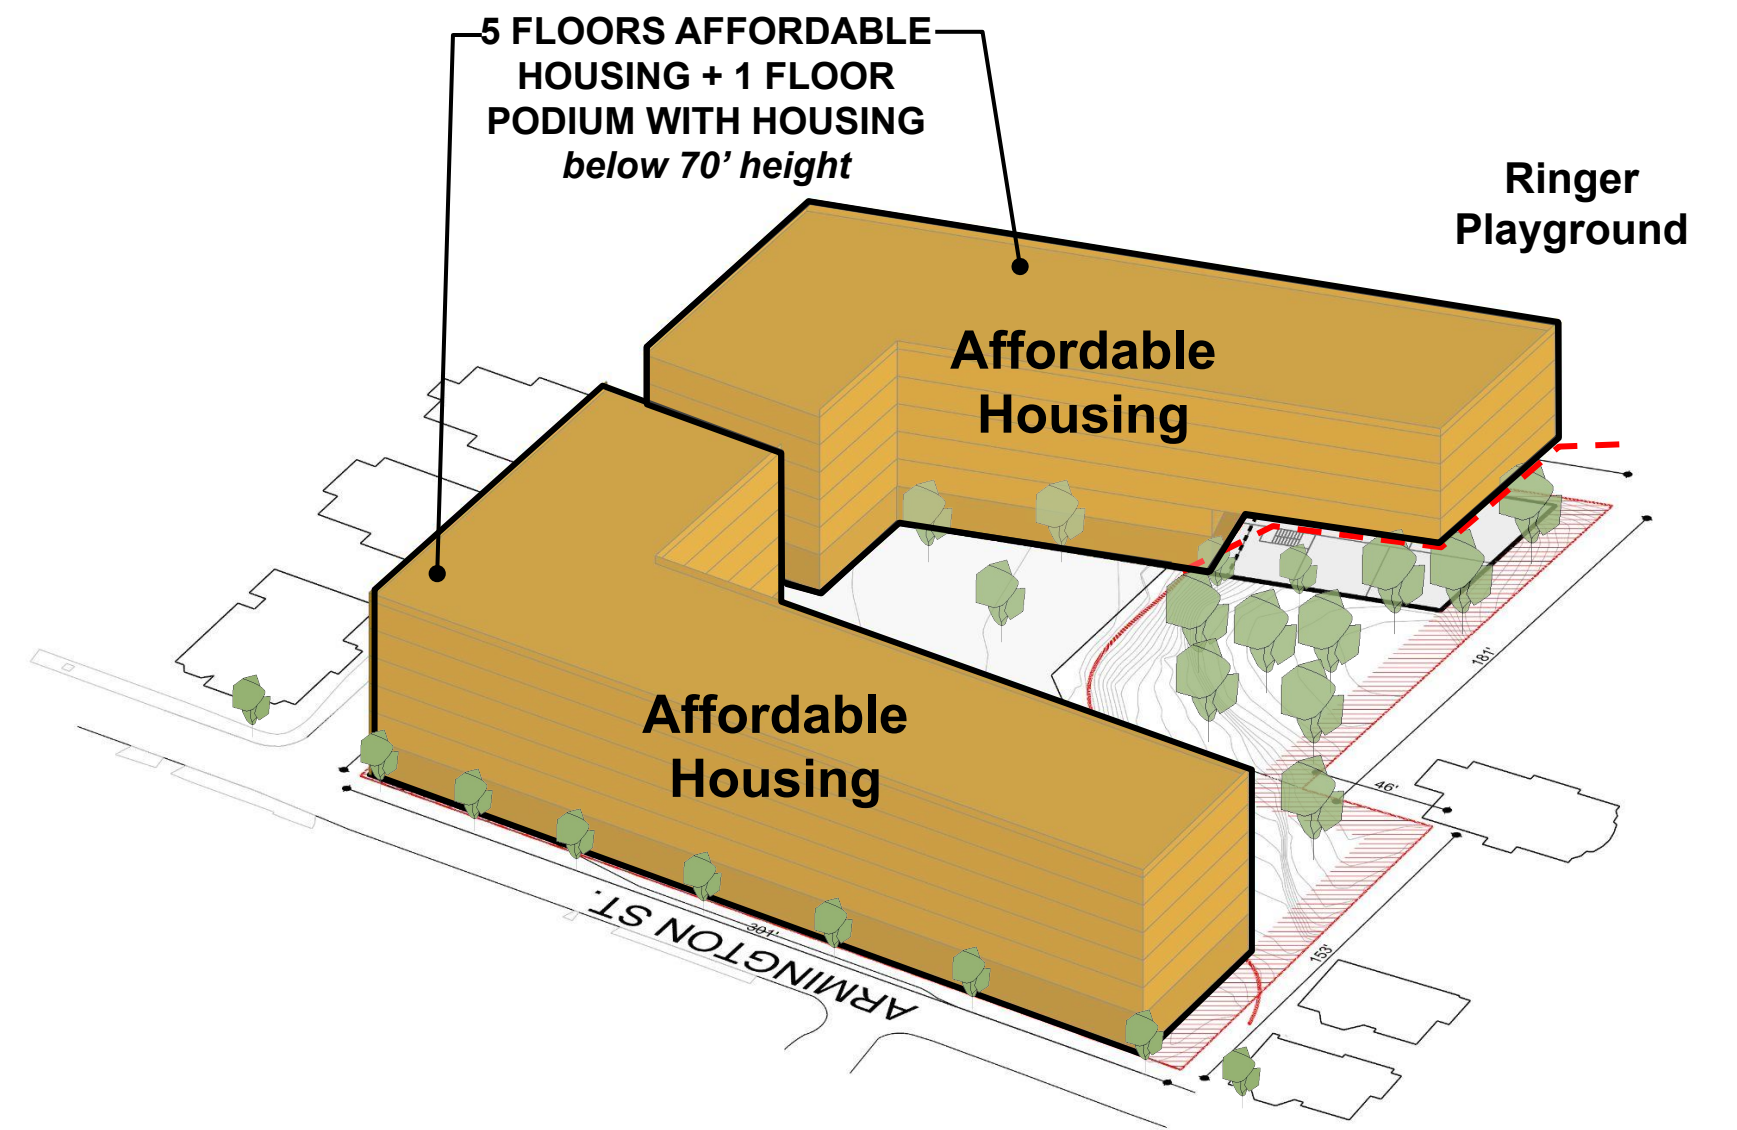 5 FLOORS AFFORDABLE
HOUSING + 1 FLOOR
PODIUM WITH HOUSING
below 70' height
Ringer
Playground
Affordable
Housing
Affordable
Housing
181'
46'
153'
301'
ARMINGTON ST.